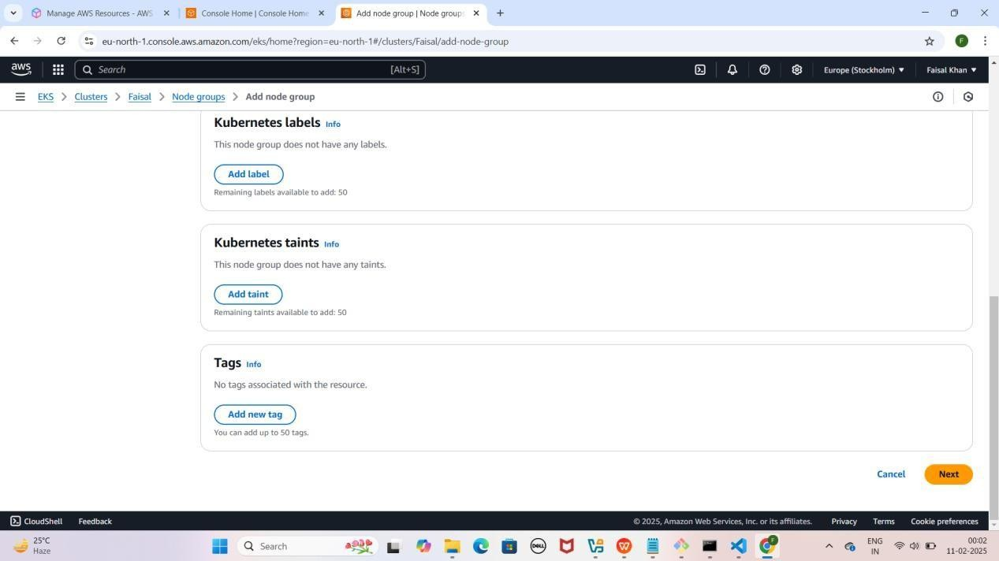 Manage AWS Resources - AWS
Console Home | Console Home
Add node group | Node groups
eu-north-1.console.aws.amazon.com/eks/home?region=eu-north-1#/clusters/Faisal/add-node-group
F
aws
Search
[Alt+S]
Europe (Stockholm)
Faisal Khan
EKS
Clusters
Faisal
Node groups
Add node group
Kubernetes labels Info
This node group does not have any labels.
Add label
Remaining labels available to add: 50
Kubernetes taints Info
This node group does not have any taints.
Add taint
Remaining taints available to add: 50
Tags Info
No tags associated with the resource.
Add new tag
You can add up to 50 tags.
Cancel
Next
CloudShell
Feedback
© 2025, Amazon Web Services, Inc. or its affiliates.
Privacy
Terms
Cookie preferences
25°C
Haze
Search
DELL
F
ENG
IN
00:02
11-02-2025